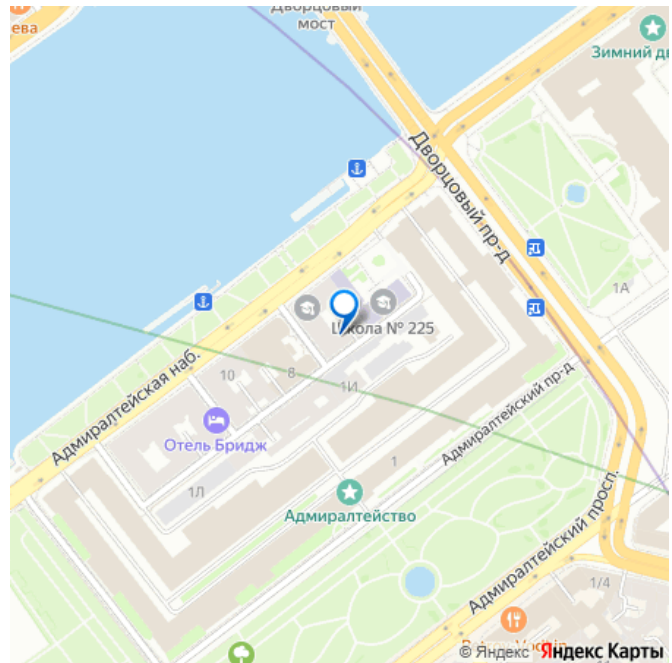 ева
Дворцовый
мост
Зимний дв
Дворцовый пр-д
1А
Школа № 225
Адмиралтейская наб.
10
8
1И
Отель Бридж
Адмиралтейский пр-д
1
1Л
Адмиралтейство
Адмиралтейский просп.
1/4
© Яндекс Яндекс Карты